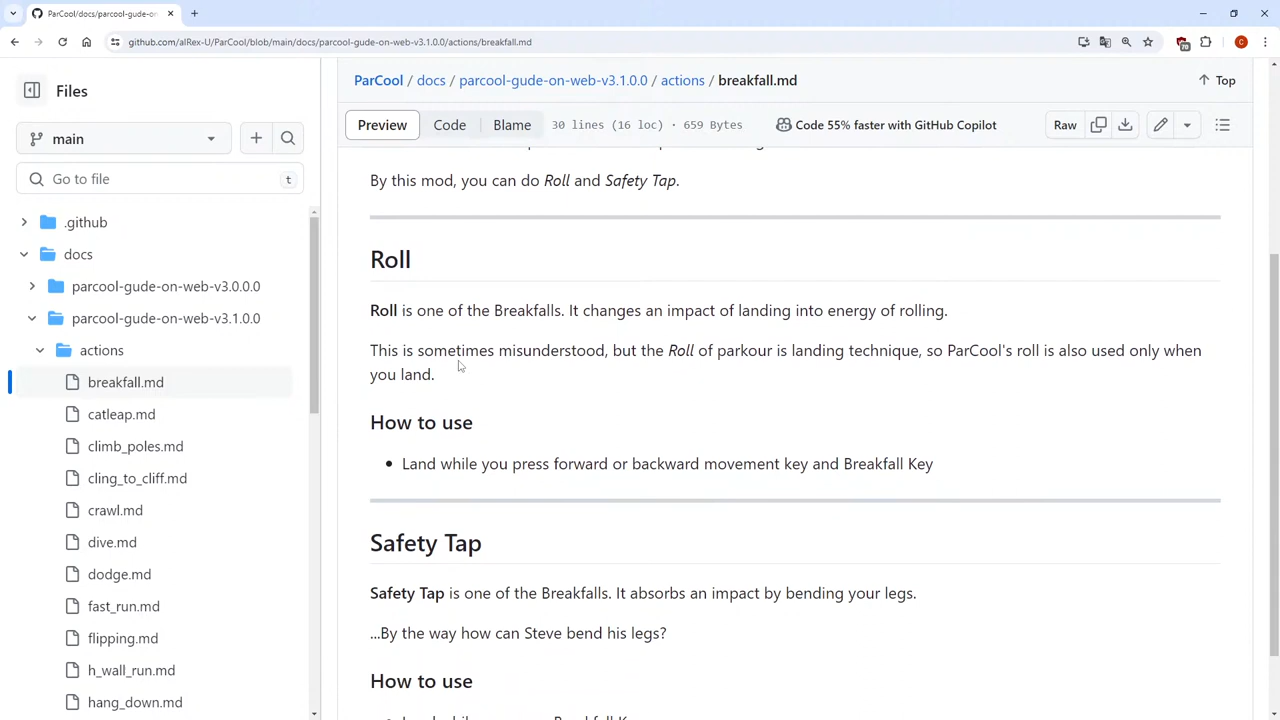 ParCool/docs/parcool-gude-on-
github.com/alRex-U/ParCool/blob/main/docs/parcool-gude-on-web-v3.1.0.0/actions/breakfall.md
70
C
Files
ParCool / docs / parcool-gude-on-web-v3.1.0.0 / actions / breakfall.md
Top
main
Preview
Code
Blame
30 lines (16 loc) · 659 Bytes
Code 55% faster with GitHub Copilot
Raw
Go to file
t
.github
docs
parcool-gude-on-web-v3.0.0.0
parcool-gude-on-web-v3.1.0.0
actions
breakfall.md
catleap.md
climb_poles.md
cling_to_cliff.md
crawl.md
dive.md
dodge.md
fast_run.md
flipping.md
h_wall_run.md
hang_down.md
By this mod, you can do Roll and Safety Tap.
Roll
Roll is one of the Breakfalls. It changes an impact of landing into energy of rolling.
This is sometimes misunderstood, but the Roll of parkour is landing technique, so ParCool's roll is also used only when
you land.
How to use
• Land while you press forward or backward movement key and Breakfall Key
Safety Tap
Safety Tap is one of the Breakfalls. It absorbs an impact by bending your legs.
...By the way how can Steve bend his legs?
How to use